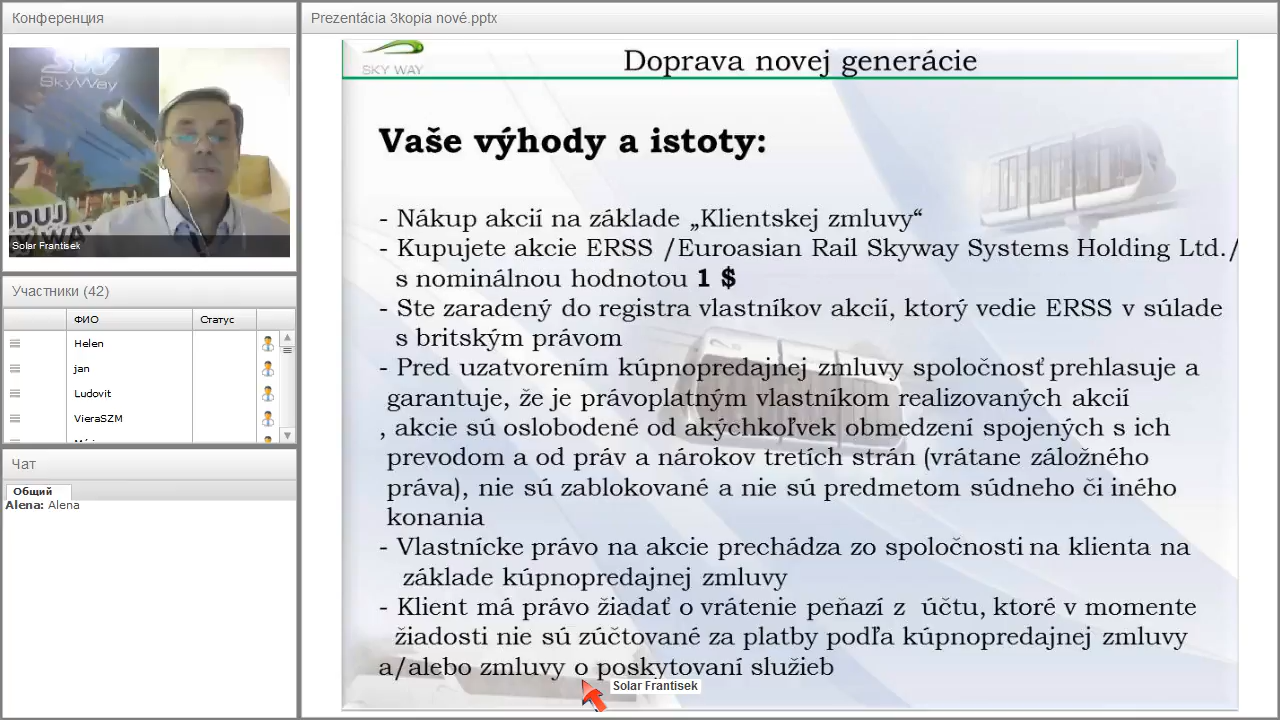 Конференция
SkyWay
Solar Frantisek
Участники (42)
ФИО
Статус
Helen
jan
Ludovit
VieraSZM
Чат
Общий
Alena: Alena
Prezentácia 3kopia nové.pptx
SKY WAY
Doprava novej generácie
Vaše výhody a istoty:
- Nákup akcií na základe „Klientskej zmluvy“
- Kupujete akcie ERSS /Euroasian Rail Skyway Systems Holding Ltd./
s nominálnou hodnotou 1 $
- Ste zaradený do registra vlastníkov akcií, ktorý vedie ERSS v súlade
s britským právom
- Pred uzatvorením kúpnopredajnej zmluvy spoločnosť prehlasuje a
garantuje, že je právoplatným vlastníkom realizovaných akcií
, akcie sú oslobodené od akýchkoľvek obmedzení spojených s ich
prevodom a od práv a nárokov tretích strán (vrátane záložného
práva), nie sú zablokované a nie sú predmetom súdneho či iného
konania
- Vlastnícke právo na akcie prechádza zo spoločnosti na klienta na
základe kúpnopredajnej zmluvy
- Klient má právo žiadať o vrátenie peňazí z účtu, ktoré v momente
žiadosti nie sú zúčtované za platby podľa kúpnopredajnej zmluvy
a/alebo zmluvy o poskytovaní služieb
Solar Frantisek